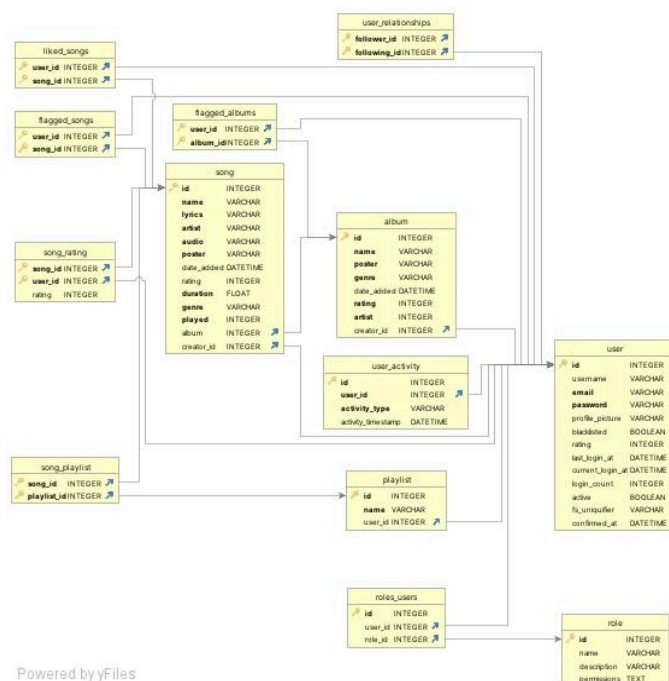 user_relationships
follower_id INTEGER
following_id INTEGER
liked_songs
user_id INTEGER
song_id INTEGER
flagged_songs
user_id INTEGER
song_id INTEGER
flagged_albums
user_id INTEGER
album_id INTEGER
song
id INTEGER
name VARCHAR
lyrics VARCHAR
artist VARCHAR
audio VARCHAR
poster VARCHAR
date_added DATETIME
rating INTEGER
duration FLOAT
genre VARCHAR
played INTEGER
album INTEGER
creator_id INTEGER
album
id INTEGER
name VARCHAR
poster VARCHAR
genre VARCHAR
date_added DATETIME
rating INTEGER
artist INTEGER
creator_id INTEGER
song_rating
song_id INTEGER
user_id INTEGER
rating INTEGER
user_activity
id INTEGER
user_id INTEGER
activity_type VARCHAR
activity_timestamp DATETIME
user
id INTEGER
username VARCHAR
email VARCHAR
password VARCHAR
profile_picture VARCHAR
blacklisted BOOLEAN
rating INTEGER
last_login_at DATETIME
current_login_at DATETIME
login_count INTEGER
active BOOLEAN
fs_uniquifier VARCHAR
confirmed_at DATETIME
song_playlist
song_id INTEGER
playlist_id INTEGER
playlist
id INTEGER
name VARCHAR
user_id INTEGER
roles_users
id INTEGER
user_id INTEGER
role_id INTEGER
role
id INTEGER
name VARCHAR
description VARCHAR
permissions TEXT
Powered by yFiles